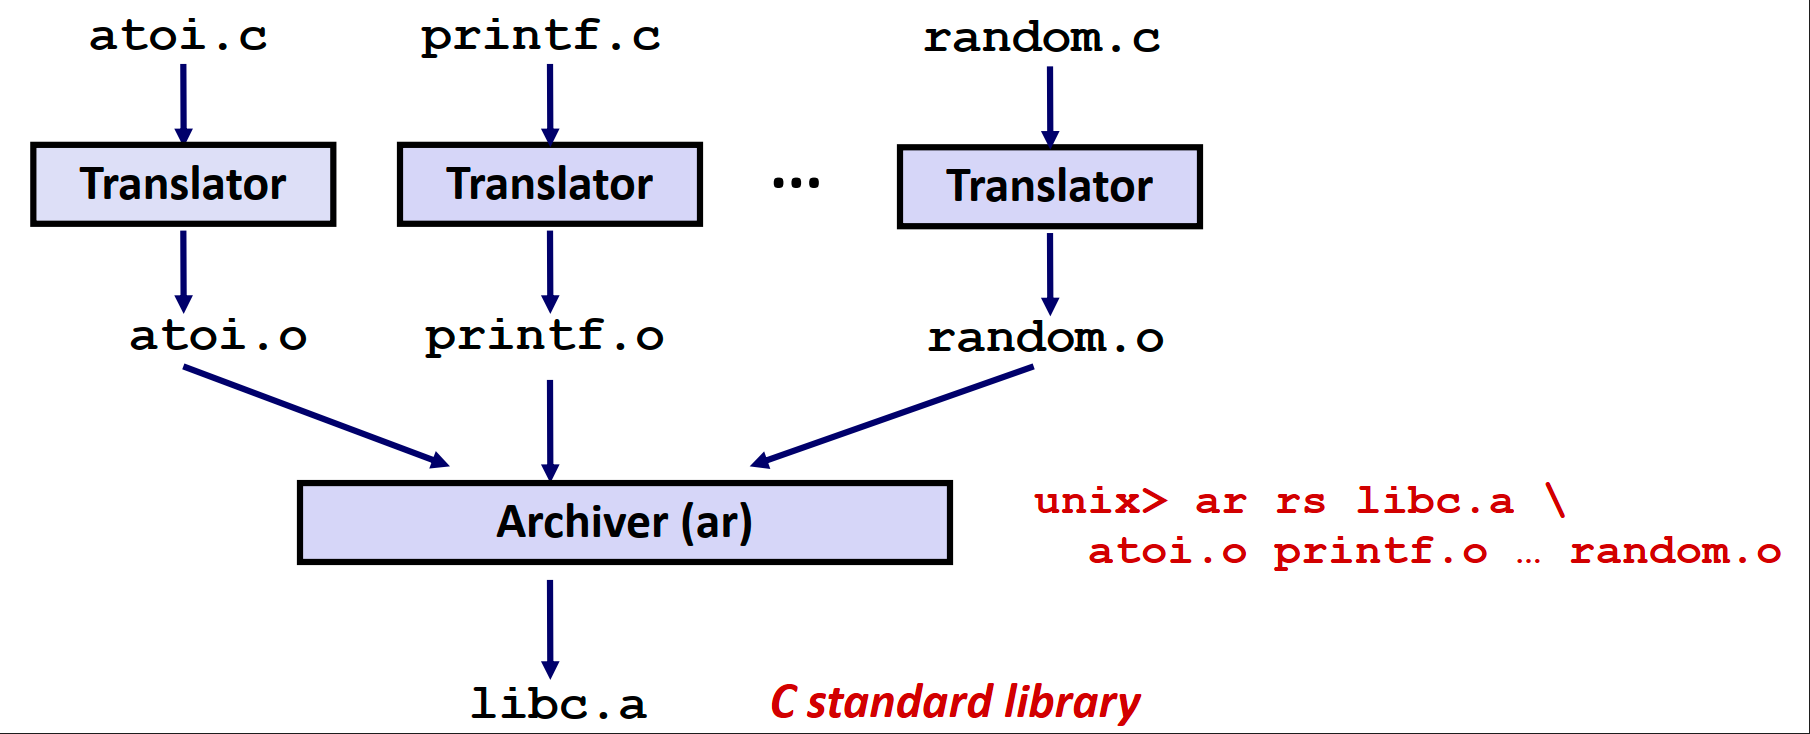 atoi.c printf.c random.c
Translator Translator ... Translator
atoi.o printf.o random.o
Archiver (ar)
unix> ar rs libc.a \
atoi.o printf.o … random.o
libc.a C standard library